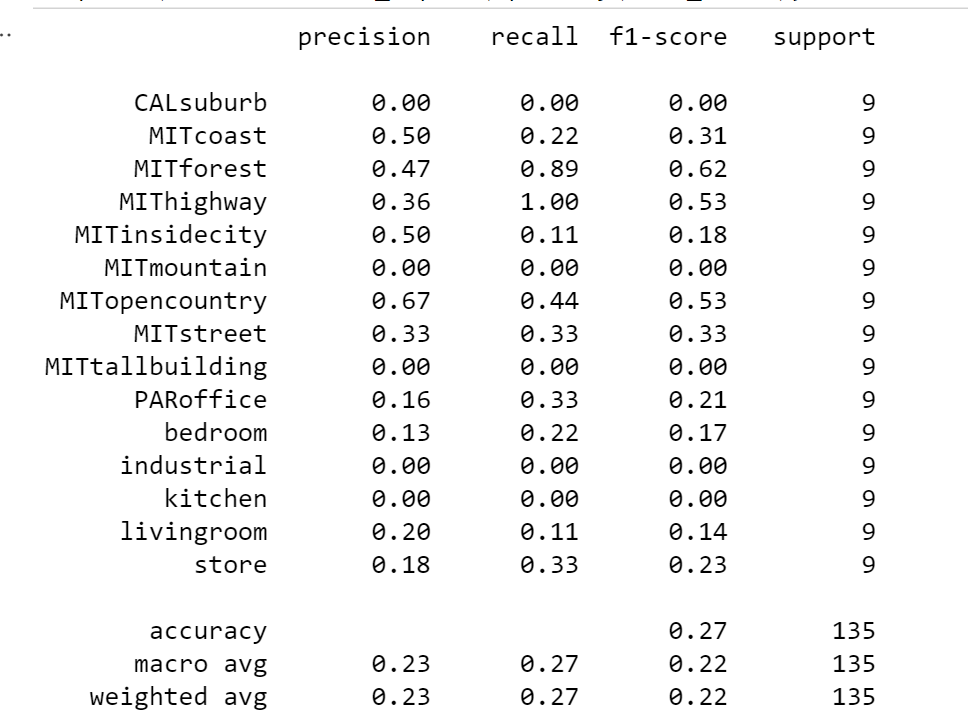 precision recall f1-score support
CALsuburb 0.00 0.00 0.00 9
MITcoast 0.50 0.22 0.31 9
MITforest 0.47 0.89 0.62 9
MIThighway 0.36 1.00 0.53 9
MITinsidecity 0.50 0.11 0.18 9
MITmountain 0.00 0.00 0.00 9
MITopencountry 0.67 0.44 0.53 9
MITstreet 0.33 0.33 0.33 9
MITtallbuilding 0.00 0.00 0.00 9
PARoffice 0.16 0.33 0.21 9
bedroom 0.13 0.22 0.17 9
industrial 0.00 0.00 0.00 9
kitchen 0.00 0.00 0.00 9
livingroom 0.20 0.11 0.14 9
store 0.18 0.33 0.23 9
accuracy 0.27 135
macro avg 0.23 0.27 0.22 135
weighted avg 0.23 0.27 0.22 135